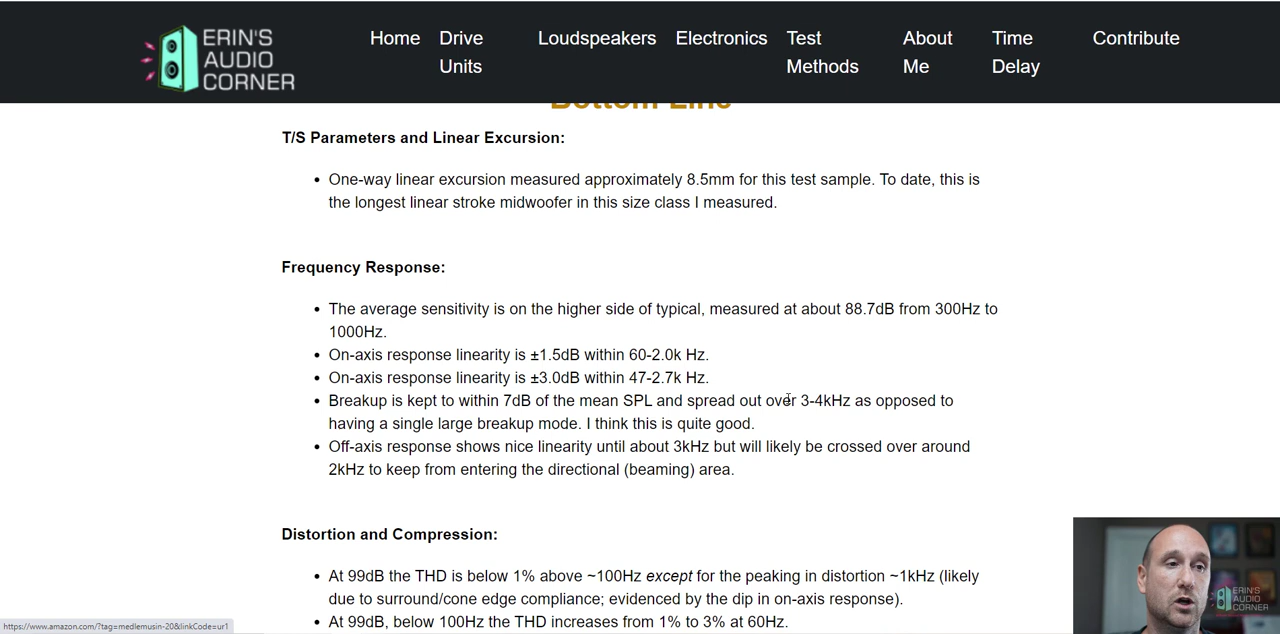 ERIN'S
AUDIO
CORNER
Home
Drive
Units
Loudspeakers
Electronics
Test
Methods
About
Me
Time
Delay
Contribute
Bottom Line
T/S Parameters and Linear Excursion:
• One-way linear excursion measured approximately 8.5mm for this test sample. To date, this is
the longest linear stroke midwoofer in this size class I measured.
Frequency Response:
• The average sensitivity is on the higher side of typical, measured at about 88.7dB from 300Hz to
1000Hz.
• On-axis response linearity is ±1.5dB within 60-2.0k Hz.
• On-axis response linearity is ±3.0dB within 47-2.7k Hz.
• Breakup is kept to within 7dB of the mean SPL and spread out over 3-4kHz as opposed to
having a single large breakup mode. I think this is quite good.
• Off-axis response shows nice linearity until about 3kHz but will likely be crossed over around
2kHz to keep from entering the directional (beaming) area.
Distortion and Compression:
• At 99dB the THD is below 1% above ~100Hz except for the peaking in distortion ~1kHz (likely
due to surround/cone edge compliance; evidenced by the dip in on-axis response).
• At 99dB, below 100Hz the THD increases from 1% to 3% at 60Hz.
https://www.amazon.com/?tag=medlemusin-20&linkCode=ur1
ERIN'S
AUDIO
CORNER